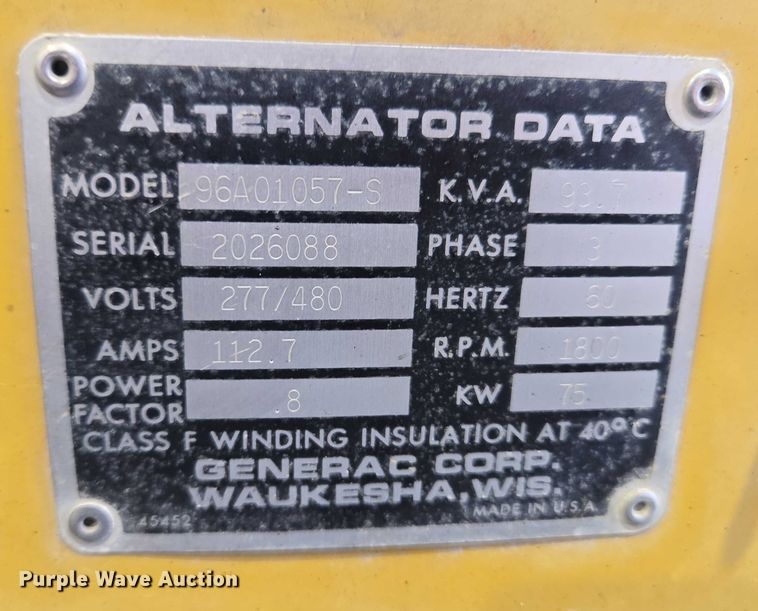 ALTERNATOR DATA
MODEL 96A01057-S K.V.A. 93.7
SERIAL 2026088 PHASE 3
VOLTS 277/480 HERTZ 60
AMPS 112.7 R.P.M. 1800
POWER FACTOR .8 KW 75
CLASS F WINDING INSULATION AT 40°C
GENERAC CORP.
WAUKESHA, WIS.
45452 MADE IN U.S.A.
Purple Wave Auction